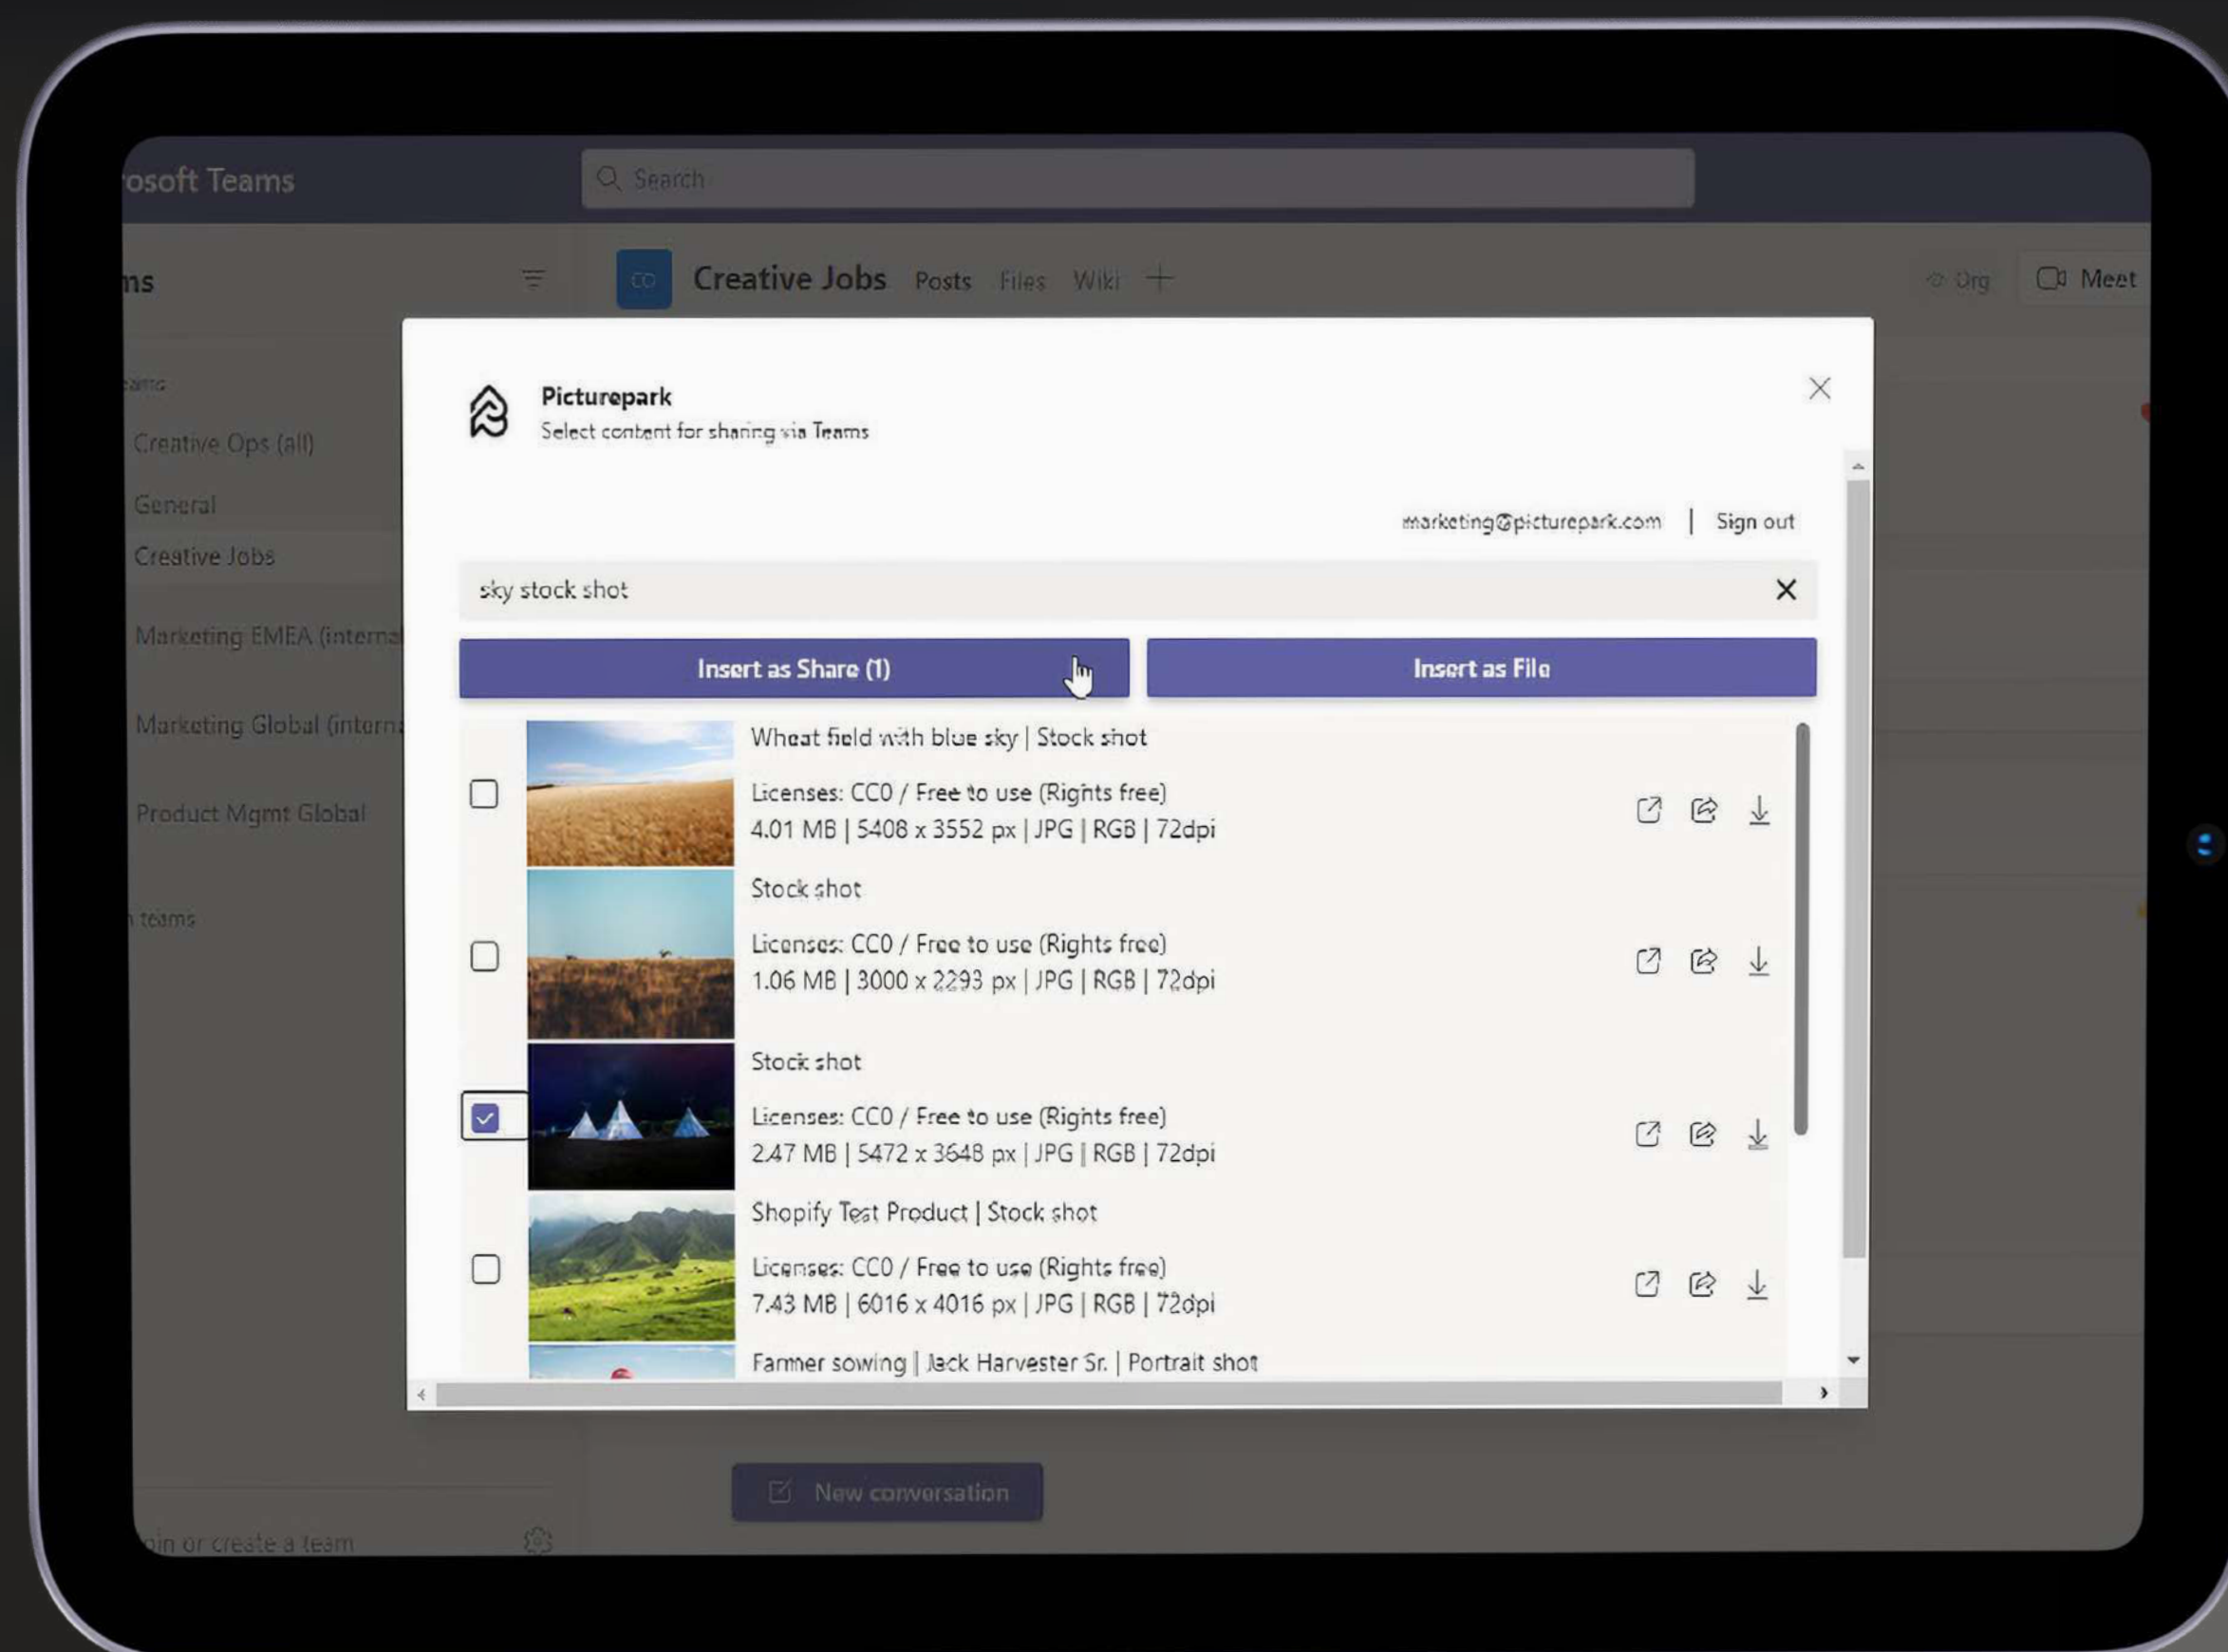 osoft Teams
Search
ms
CO
Creative Jobs
Posts
Files
Wiki
Org
Meet
eams
Creative Ops (all)
General
Creative Jobs
Marketing EMEA (interna
Marketing Global (intern
Product Mgmt Global
teams
Picturepark
Select content for sharing via Teams
marketing@picturepark.com | Sign out
sky stock shot
Insert as Share (1)
Insert as File
Wheat field with blue sky | Stock shot
Licenses: CC0 / Free to use (Rights free)
4.01 MB | 5408 x 3552 px | JPG | RGB | 72dpi
Stock shot
Licenses: CC0 / Free to use (Rights free)
1.06 MB | 3000 x 2293 px | JPG | RGB | 72dpi
Stock shot
Licenses: CC0 / Free to use (Rights free)
2.47 MB | 5472 x 3648 px | JPG | RGB | 72dpi
Shopify Test Product | Stock shot
Licenses: CC0 / Free to use (Rights free)
7.43 MB | 6016 x 4016 px | JPG | RGB | 72dpi
Farmer sowing | Jack Harvester Sr. | Portrait shot
New conversation
oin or create a team